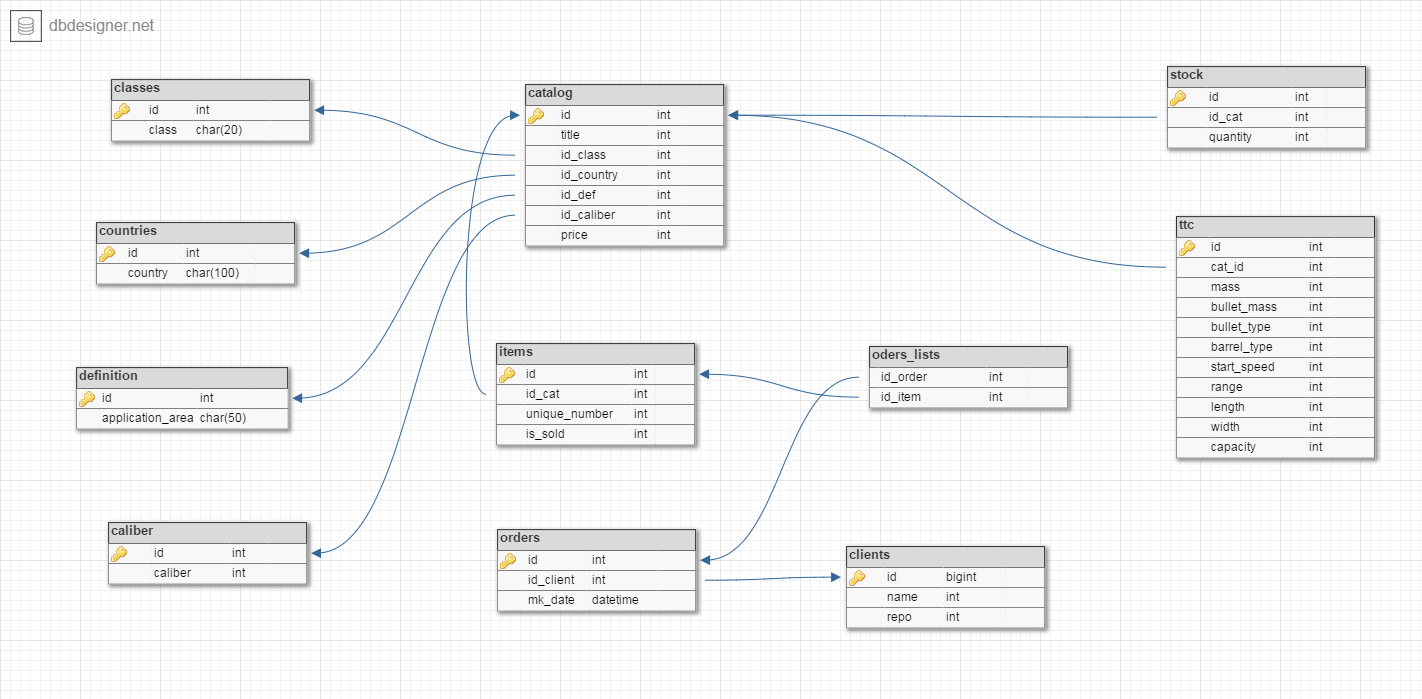 dbdesigner.net
classes
id int
class char(20)
countries
id int
country char(100)
definition
id int
application_area char(50)
caliber
id int
caliber int
catalog
id int
title int
id_class int
id_country int
id_def int
id_caliber int
price int
items
id int
id_cat int
unique_number int
is_sold int
orders
id int
id_client int
mk_date datetime
oders_lists
id_order int
id_item int
clients
id bigint
name int
repo int
stock
id int
id_cat int
quantity int
ttc
id int
cat_id int
mass int
bullet_mass int
bullet_type int
barrel_type int
start_speed int
range int
length int
width int
capacity int